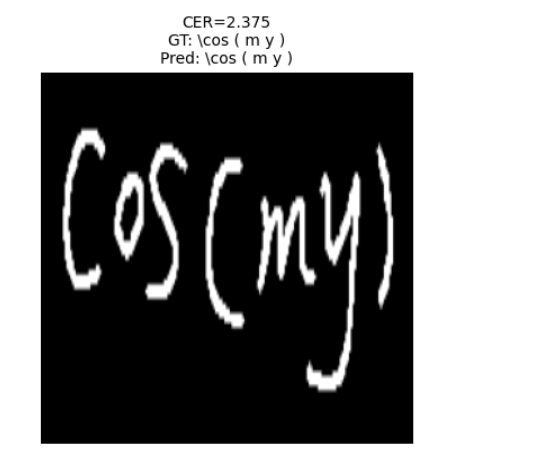 CER=2.375
GT: \cos ( m y )
Pred: \cos ( m y )
Cos(my)